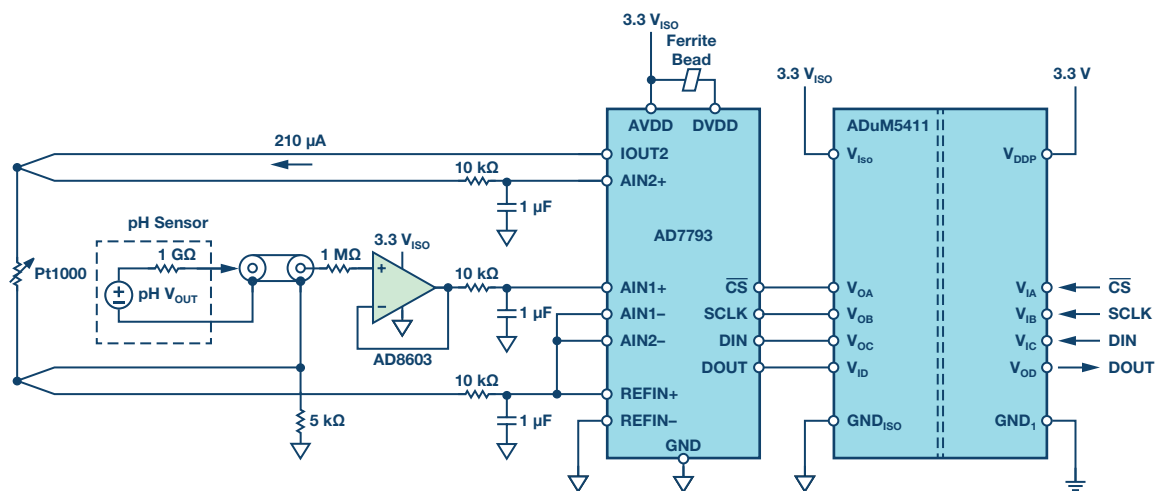 3.3 V_ISO
Ferrite
Bead
3.3 V_ISO
3.3 V
AVDD
DVDD
ADuM5411
210 µA
IOUT2
V_Iso
V_DDP
10 kΩ
AIN2+
1 µF
pH Sensor
AD7793
1 GΩ
1 MΩ
3.3 V_ISO
Pt1000
pH V_OUT
10 kΩ
AIN1+
CS
V_OA
V_IA
CS
1 µF
AIN1–
SCLK
V_OB
V_IB
SCLK
AIN2–
DIN
V_OC
V_IC
DIN
AD8603
DOUT
V_ID
V_OD
DOUT
10 kΩ
REFIN+
5 kΩ
1 µF
REFIN–
GND_ISO
GND_1
GND